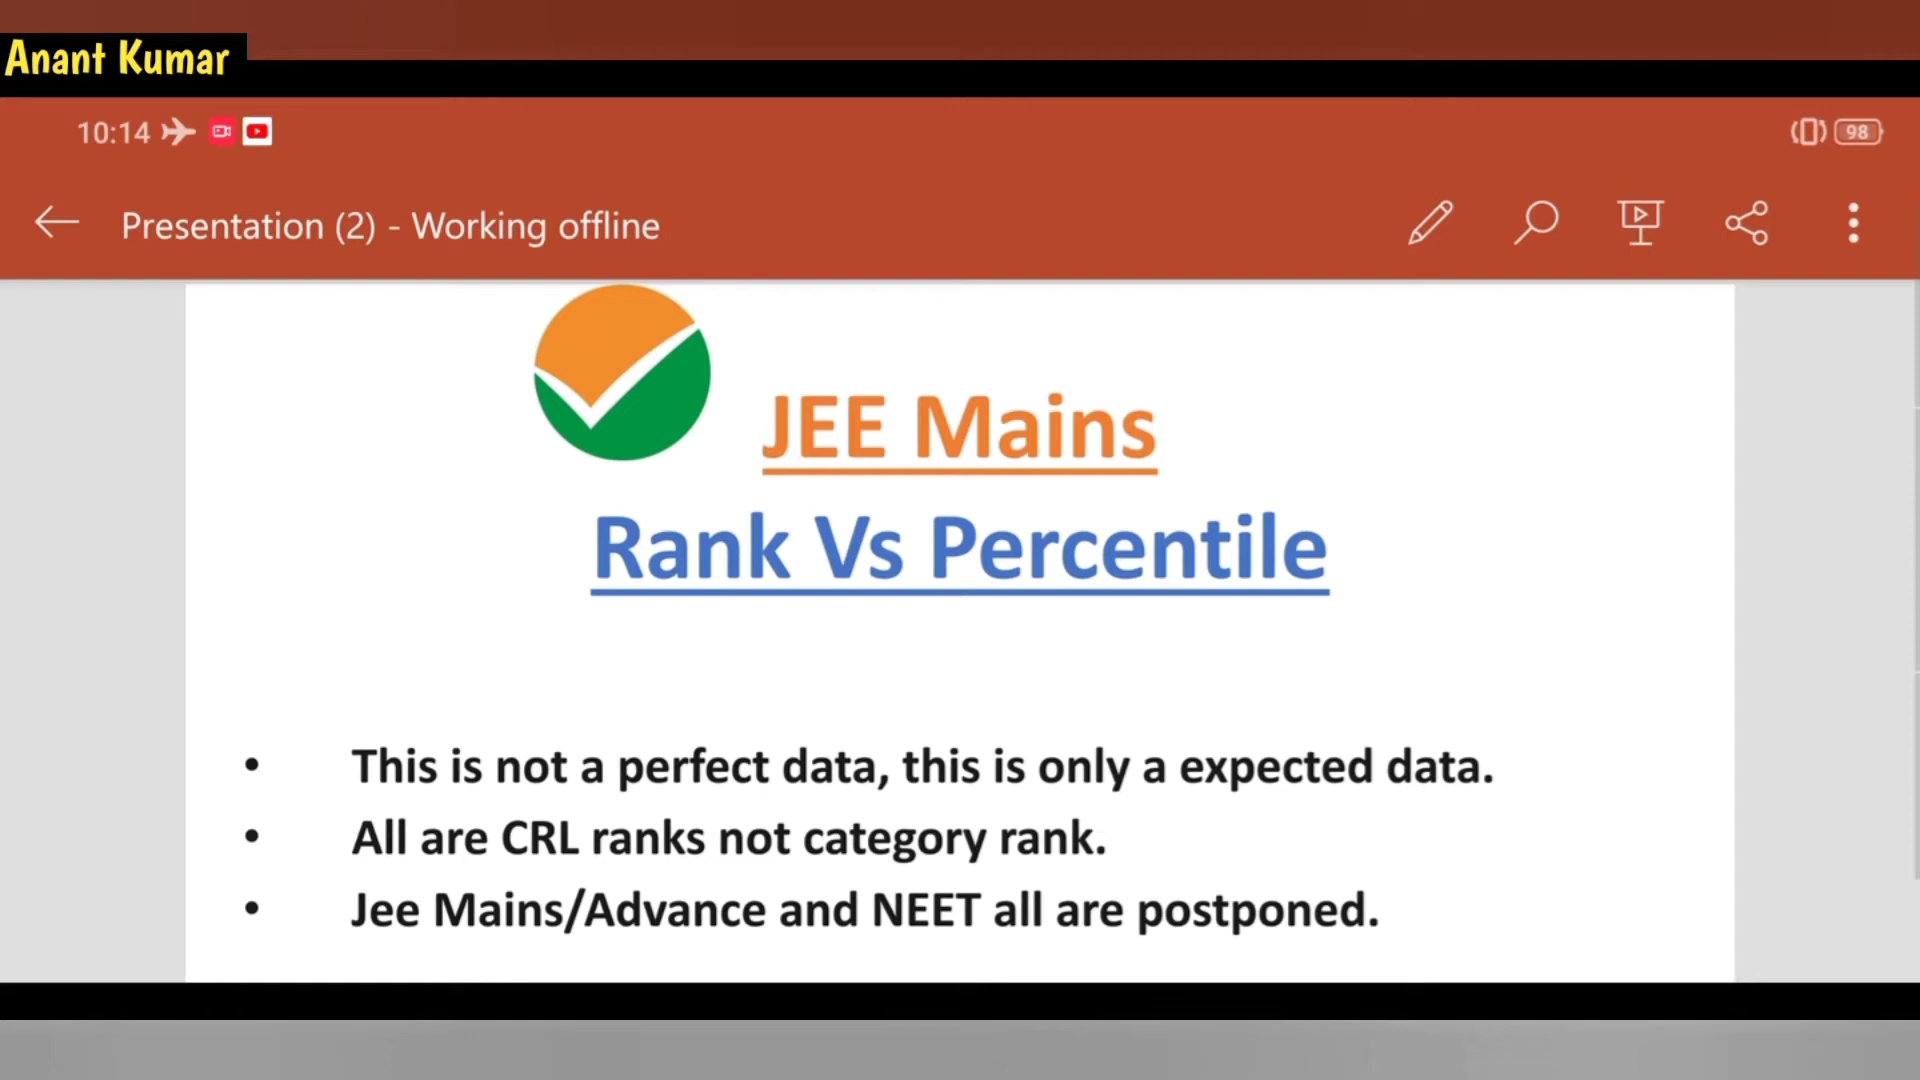 Anant Kumar
10:14
98
Presentation (2) - Working offline
JEE Mains
Rank Vs Percentile
• This is not a perfect data, this is only a expected data.
• All are CRL ranks not category rank.
• Jee Mains/Advance and NEET all are postponed.